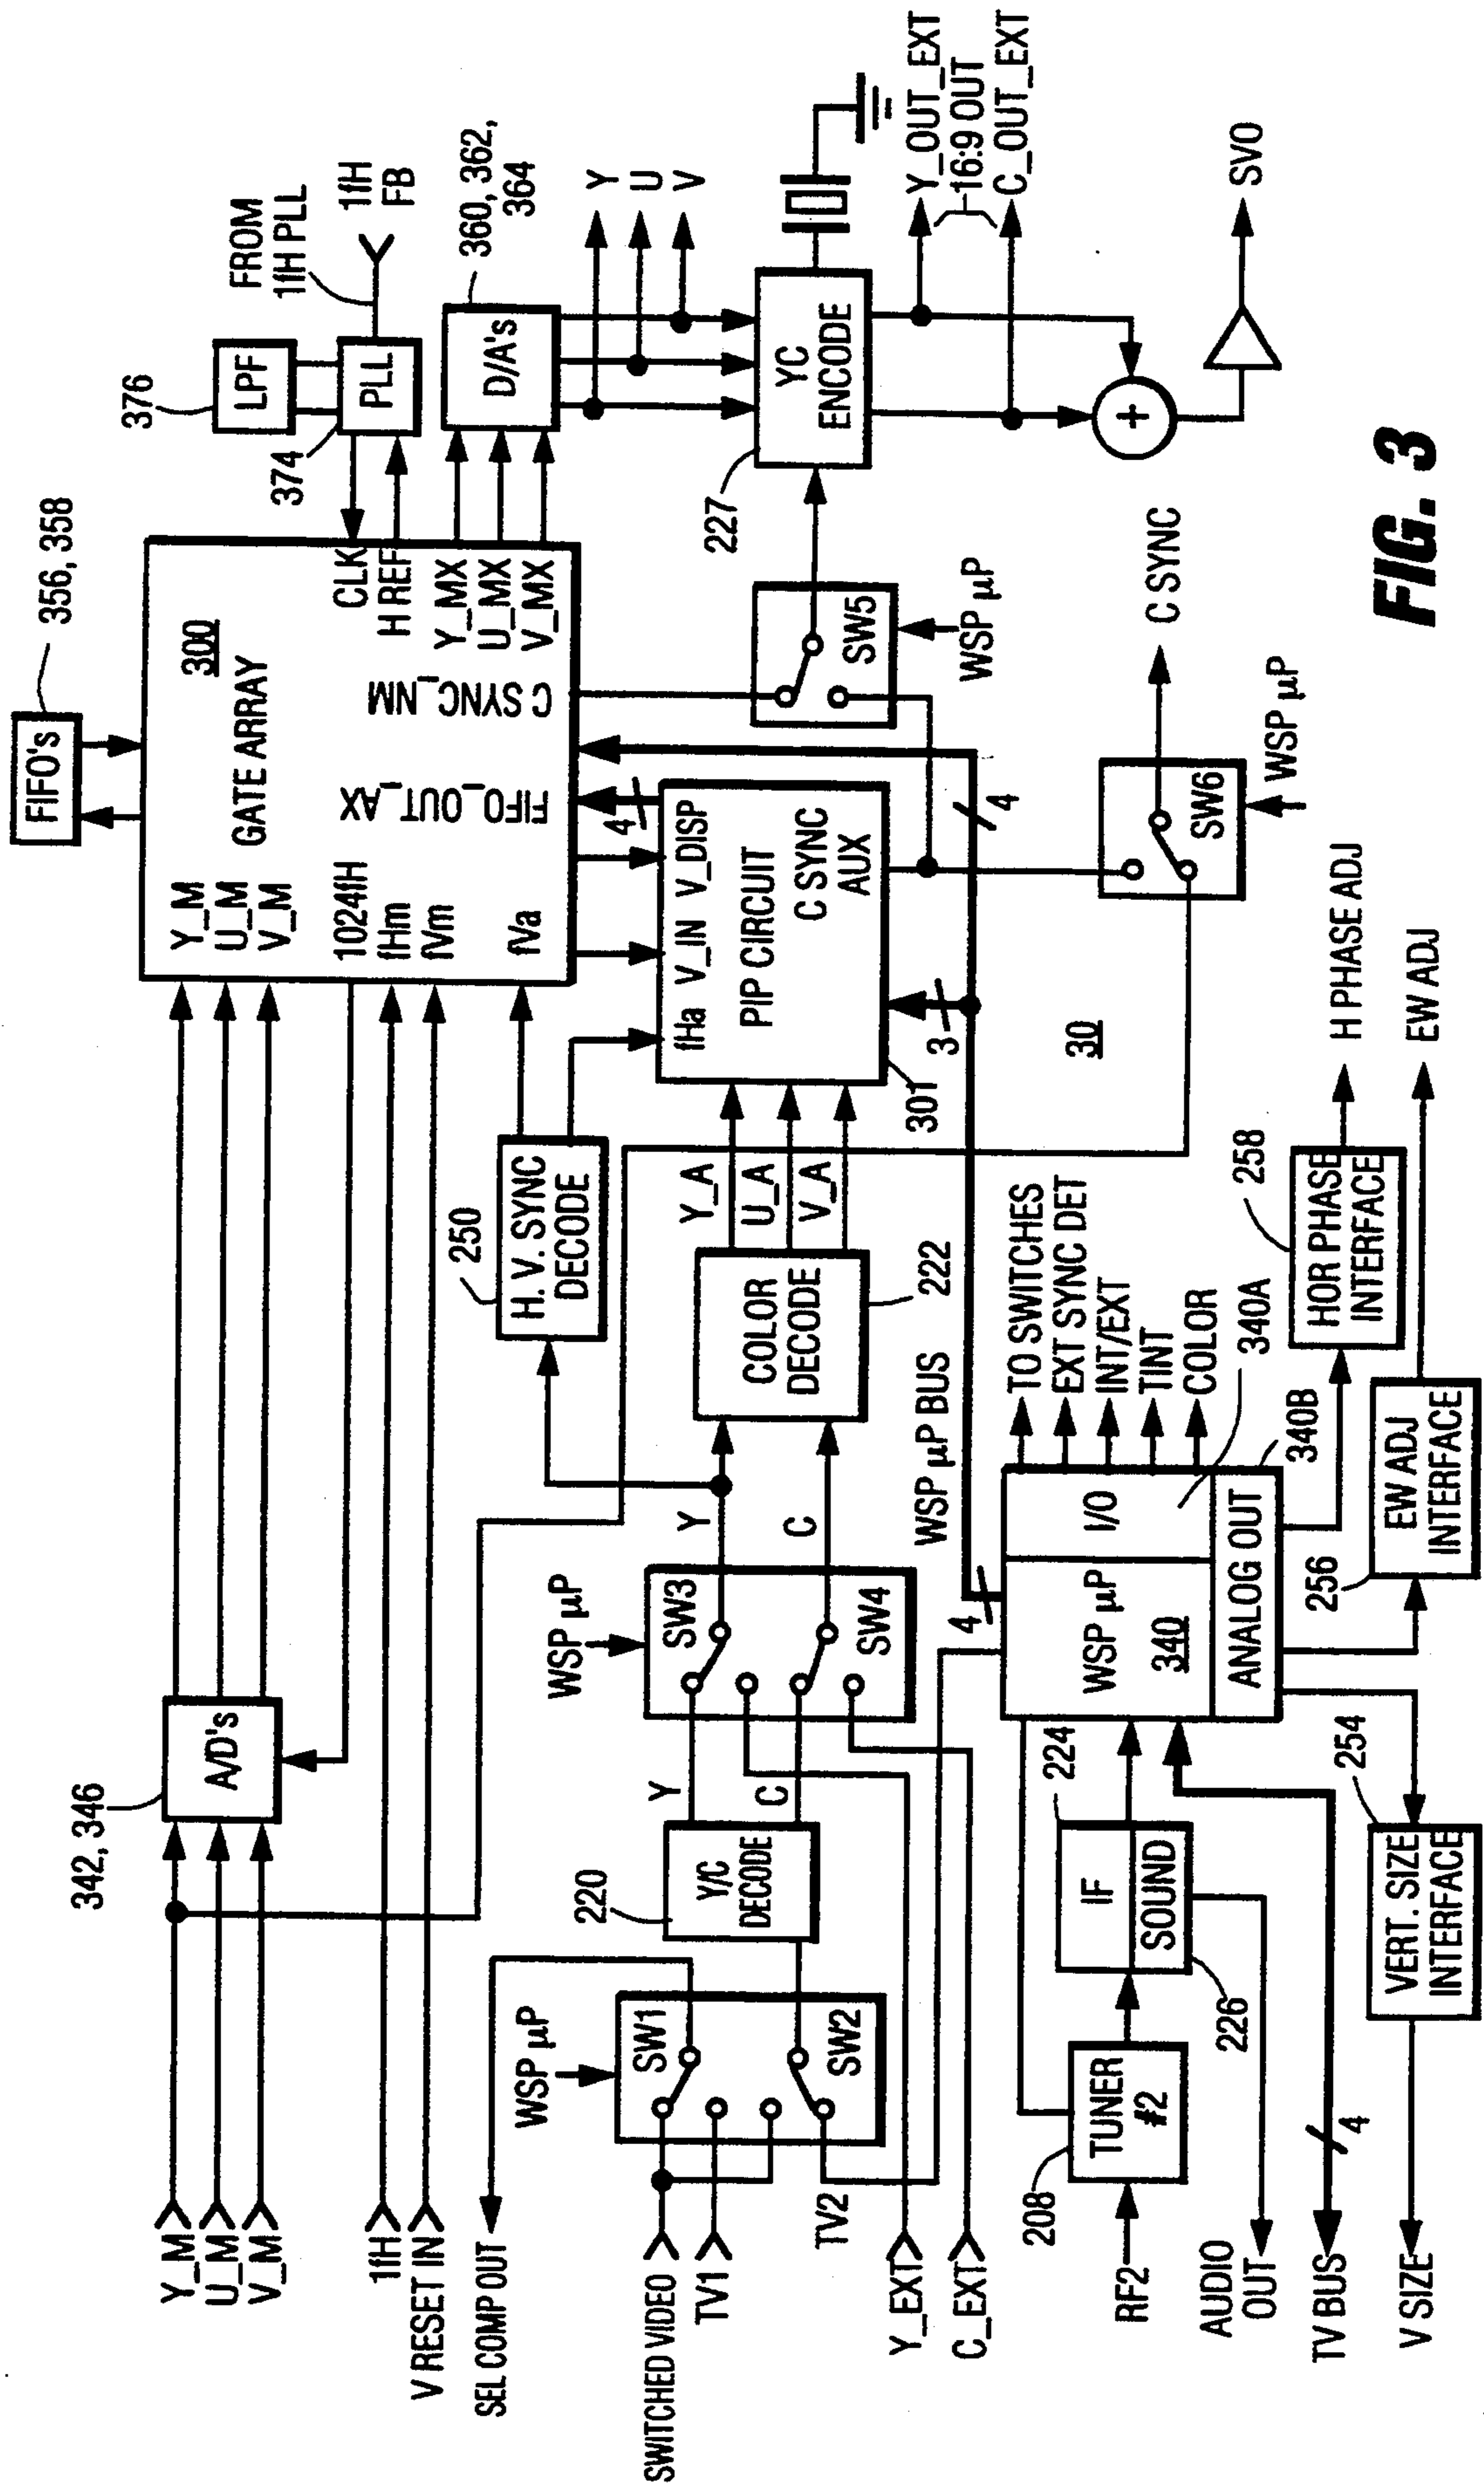 356, 358
FIFO's
300
GATE ARRAY
Y_M
U_M
V_M
1024fH
fHm
fVm
fVa
CLK
H REF
Y_MX
U_MX
V_MX
C SYNC_NM
FIFO_OUT_AX
376
LPF
374
PLL
FROM
1fH PLL
1fH
FB
360, 362,
364
D/A's
Y
U
V
342, 346
A/D's
Y_M
U_M
V_M
1fH
V RESET IN
SEL COMP OUT
SWITCHED VIDEO
TV1
TV2
Y_EXT
C_EXT
WSP µP
SW1
SW2
220
Y/C
DECODE
Y
C
WSP µP
SW3
SW4
Y
C
250
H. V. SYNC
DECODE
COLOR
DECODE
222
Y_A
U_A
V_A
fHa
V_IN
V_DISP
4
PIP CIRCUIT
C SYNC
AUX
301
3
4
30
227
YC
ENCODE
Y_OUT_EXT
16:9 OUT
C_OUT_EXT
+
SVO
SW5
WSP µP
C SYNC
SW6
WSP µP
WSP µP BUS
4
WSP µP
340
I/O
ANALOG OUT
340A
340B
TO SWITCHES
EXT SYNC DET
INT/EXT
TINT
COLOR
RF2
208
TUNER
#2
224
IF
SOUND
226
AUDIO
OUT
TV BUS
4
V SIZE
254
VERT. SIZE
INTERFACE
256
EW ADJ
INTERFACE
EW ADJ
258
HOR PHASE
INTERFACE
H PHASE ADJ
FIG. 3